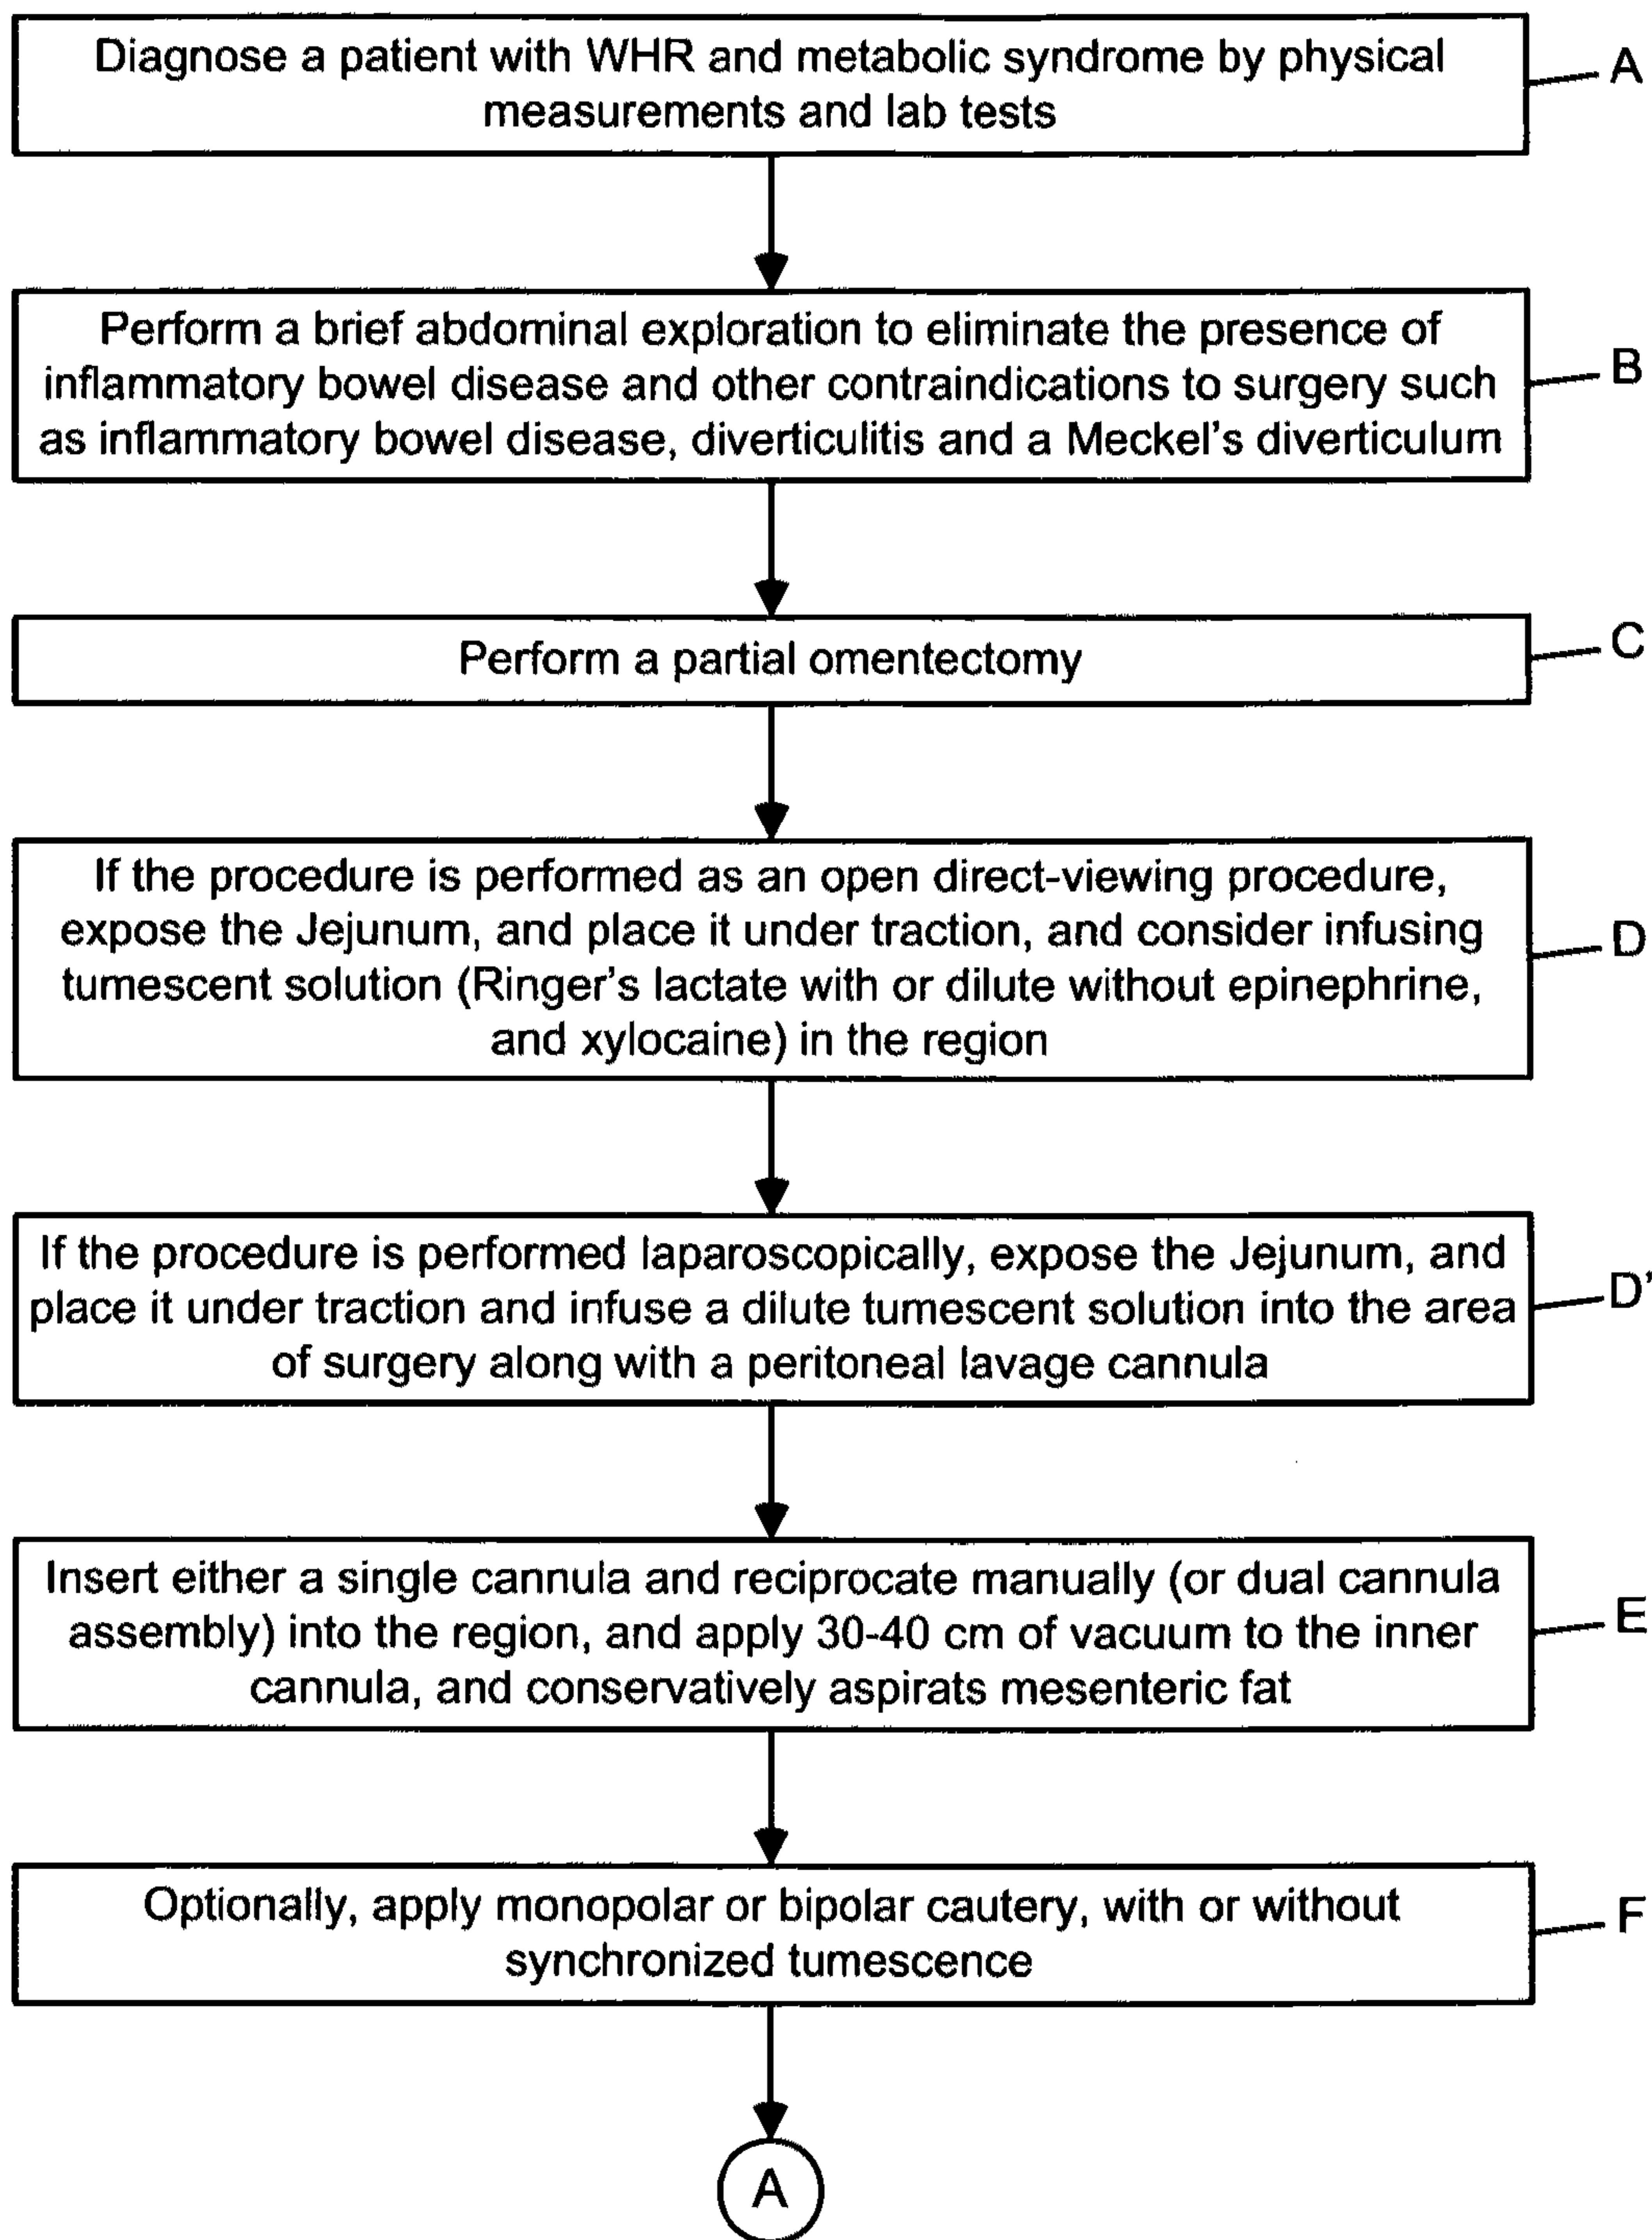 Diagnose a patient with WHR and metabolic syndrome by physical
measurements and lab tests
A
Perform a brief abdominal exploration to eliminate the presence of
inflammatory bowel disease and other contraindications to surgery such
as inflammatory bowel disease, diverticulitis and a Meckel's diverticulum
B
Perform a partial omentectomy
C
If the procedure is performed as an open direct-viewing procedure,
expose the Jejunum, and place it under traction, and consider infusing
tumescent solution (Ringer's lactate with or dilute without epinephrine,
and xylocaine) in the region
D
If the procedure is performed laparoscopically, expose the Jejunum, and
place it under traction and infuse a dilute tumescent solution into the area
of surgery along with a peritoneal lavage cannula
D'
Insert either a single cannula and reciprocate manually (or dual cannula
assembly) into the region, and apply 30-40 cm of vacuum to the inner
cannula, and conservatively aspirats mesenteric fat
E
Optionally, apply monopolar or bipolar cautery, with or without
synchronized tumescence
F
A